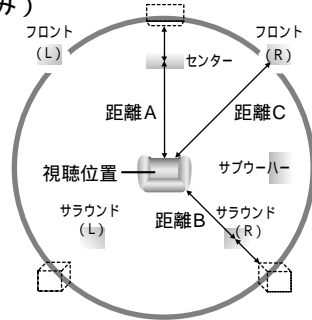 み）
フロント
（L）
フロント
（R）
センター
距離A
距離C
視聴位置
サブウーハー
サラウンド
（L）
距離B
サラウンド
（R）